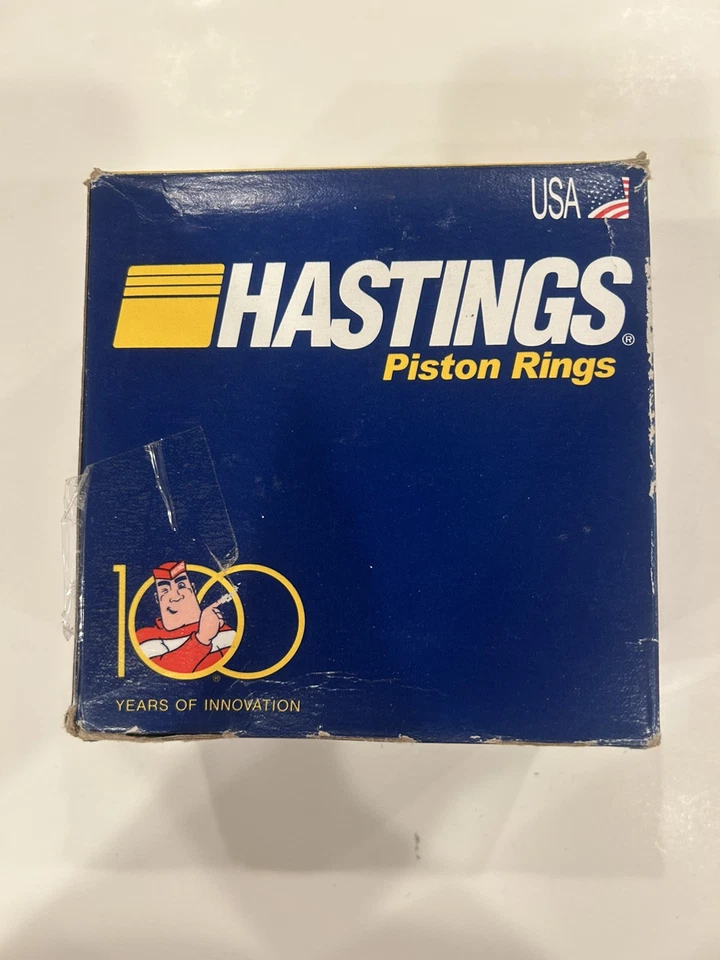 USA
HASTINGS®
Piston Rings
100
®
YEARS OF INNOVATION